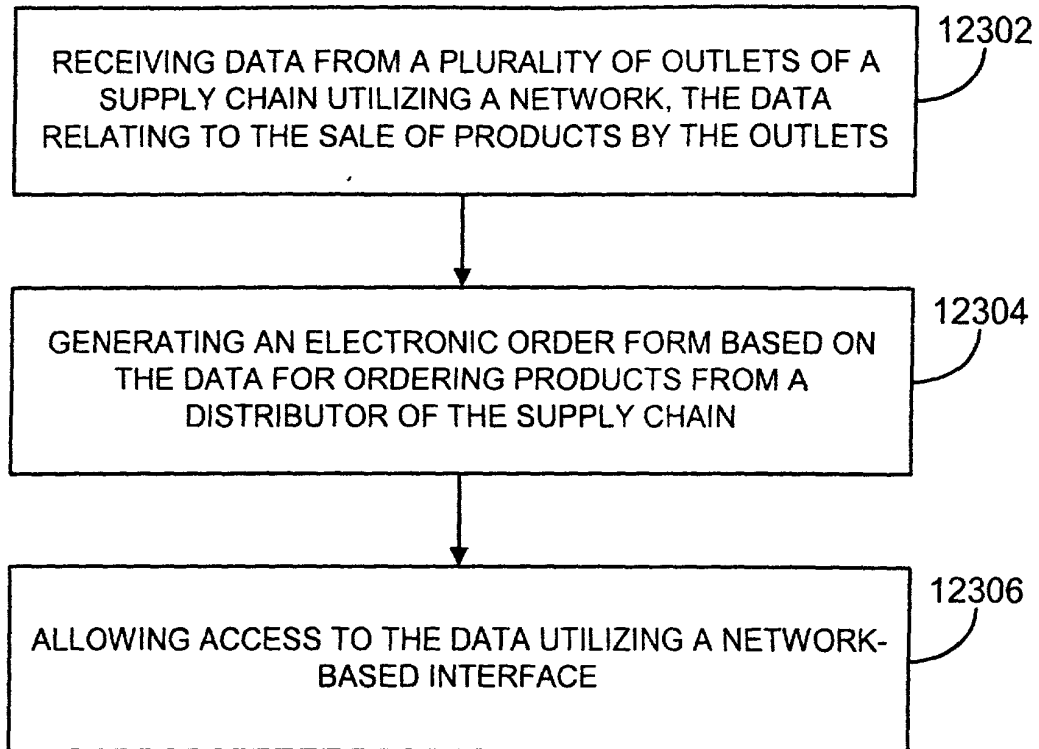 12302
RECEIVING DATA FROM A PLURALITY OF OUTLETS OF A
SUPPLY CHAIN UTILIZING A NETWORK, THE DATA
RELATING TO THE SALE OF PRODUCTS BY THE OUTLETS
12304
GENERATING AN ELECTRONIC ORDER FORM BASED ON
THE DATA FOR ORDERING PRODUCTS FROM A
DISTRIBUTOR OF THE SUPPLY CHAIN
12306
ALLOWING ACCESS TO THE DATA UTILIZING A NETWORK-
BASED INTERFACE